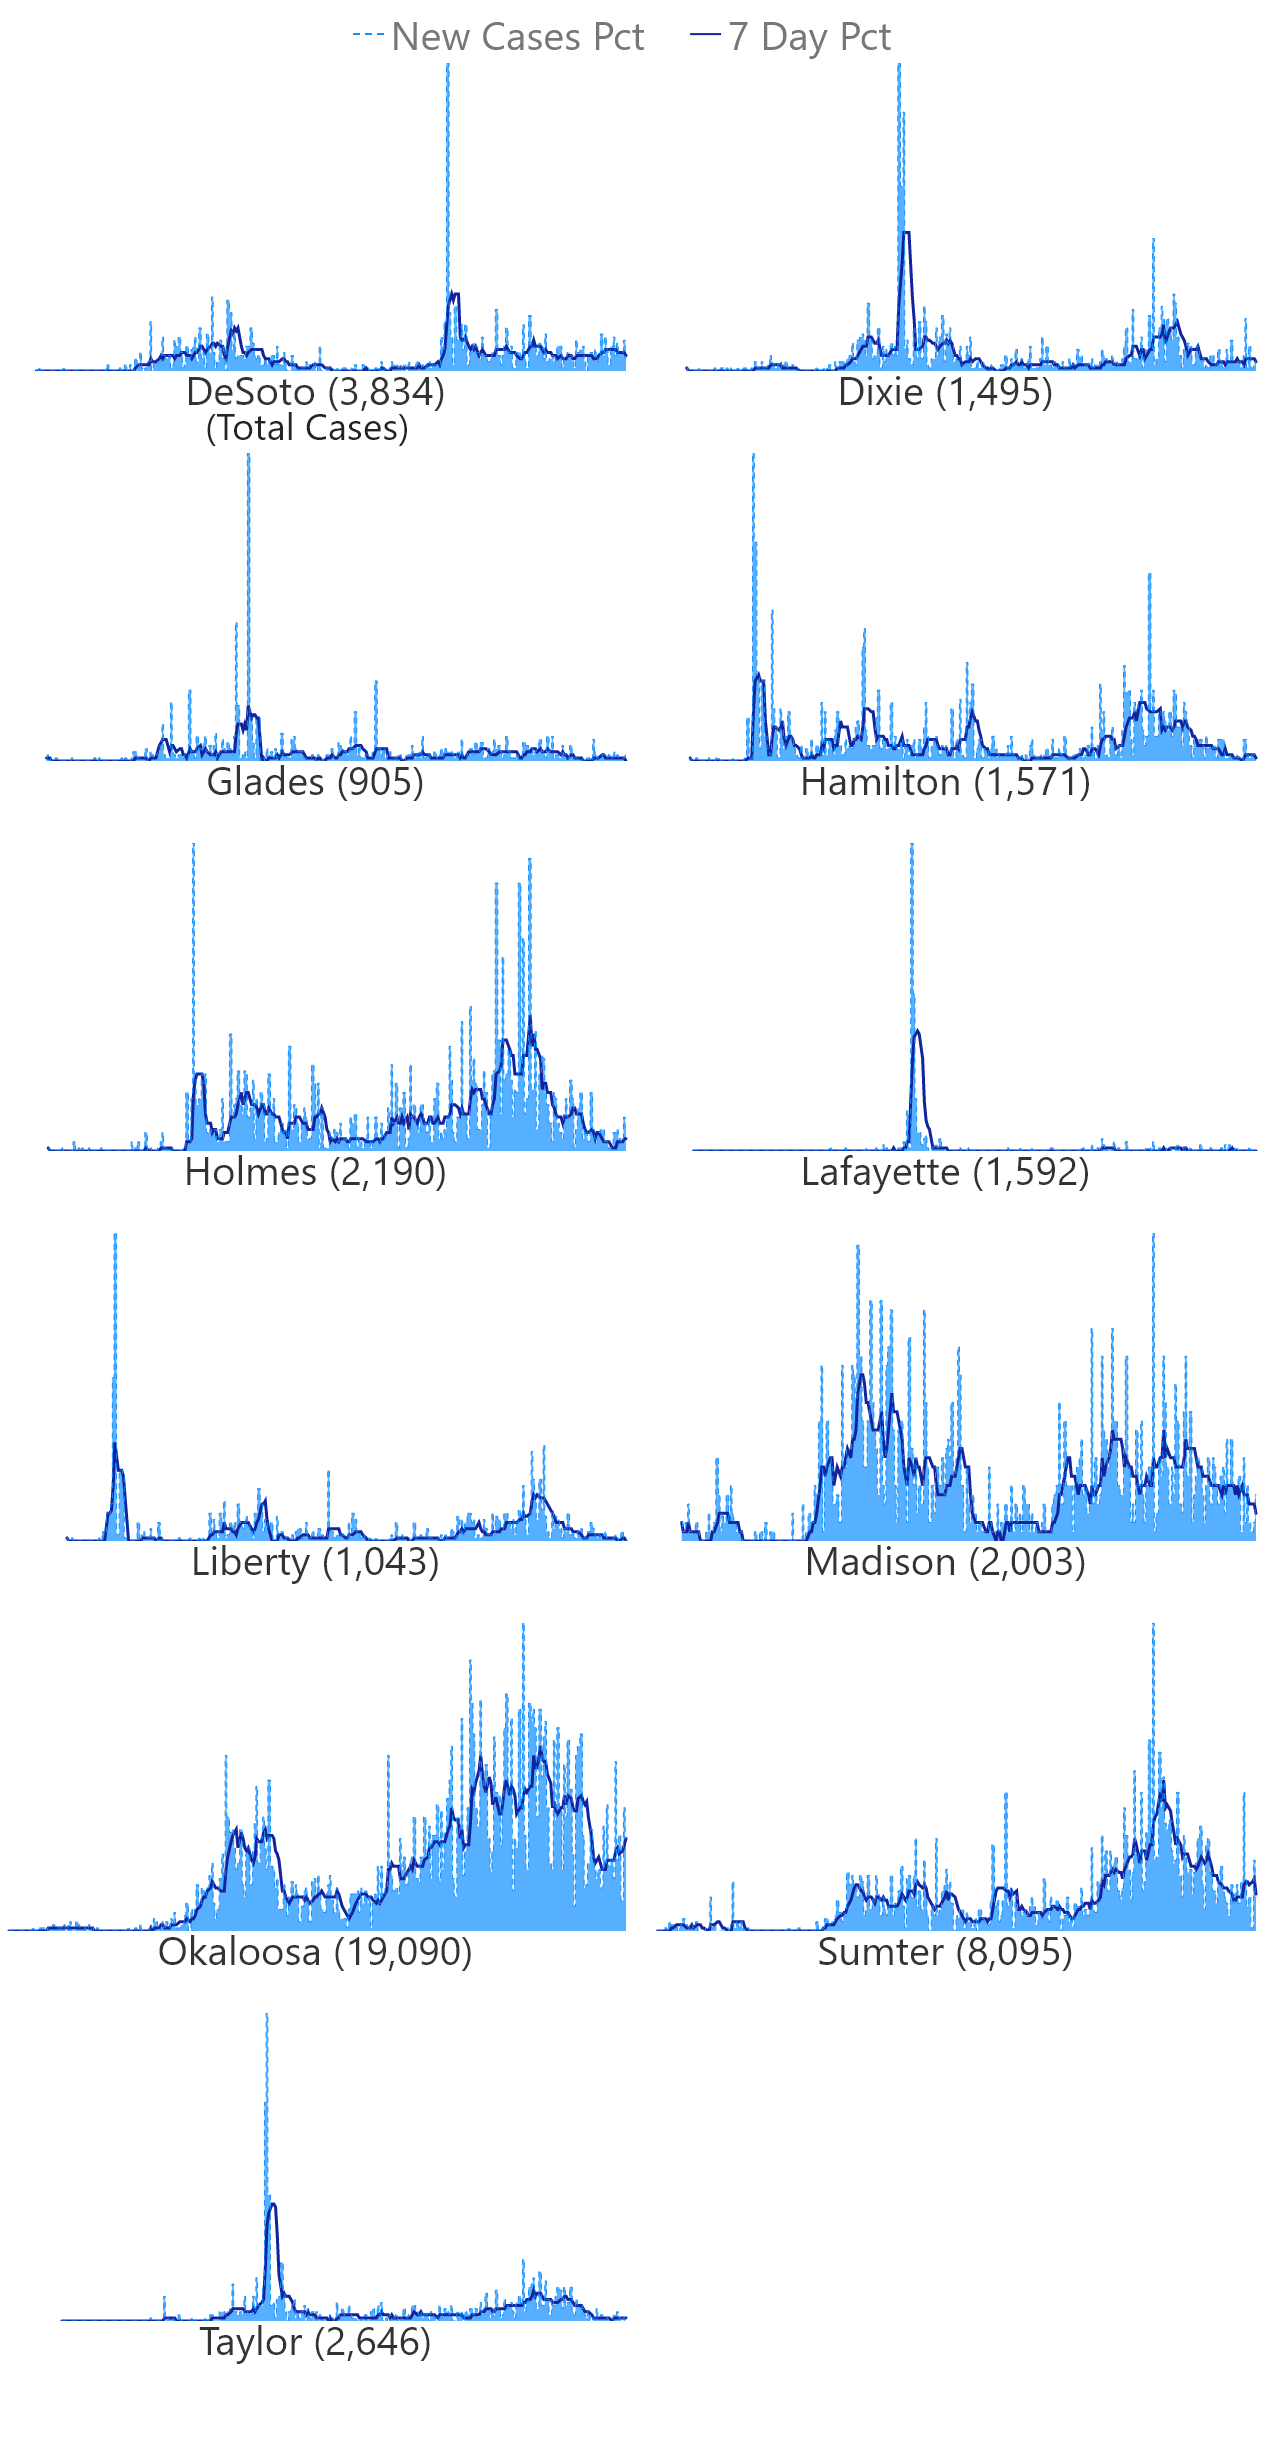 New Cases Pct 7 Day Pct
DeSoto (3,834) Dixie (1,495)
(Total Cases)
Glades (905) Hamilton (1,571)
Holmes (2,190) Lafayette (1,592)
Liberty (1,043) Madison (2,003)
Okaloosa (19,090) Sumter (8,095)
Taylor (2,646)